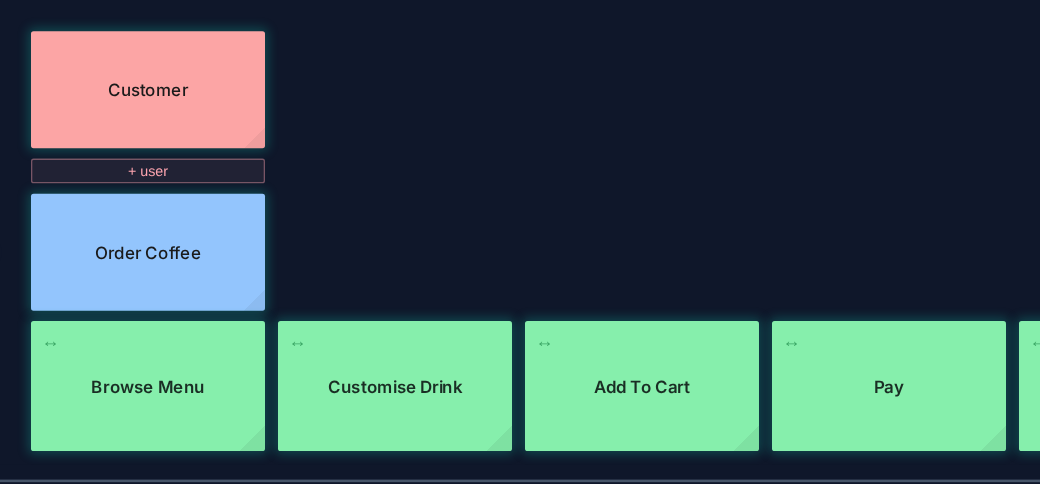 Customer
+ user
Order Coffee
Browse Menu
Customise Drink
Add To Cart
Pay